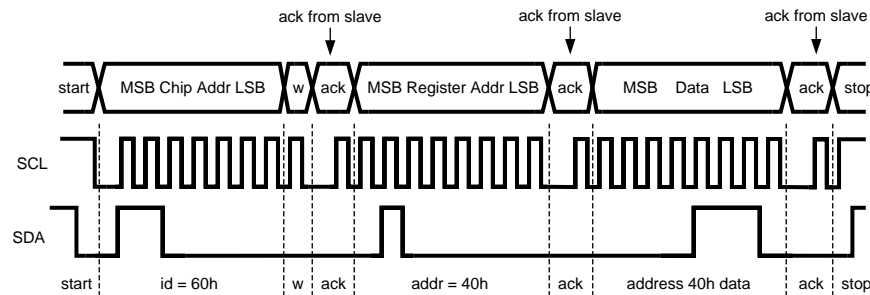 ack from slave ack from slave ack from slave
start MSB Chip Addr LSB w ack MSB Register Addr LSB ack MSB Data LSB ack stop
SCL
SDA
start id = 60h w ack addr = 40h ack address 40h data ack stop